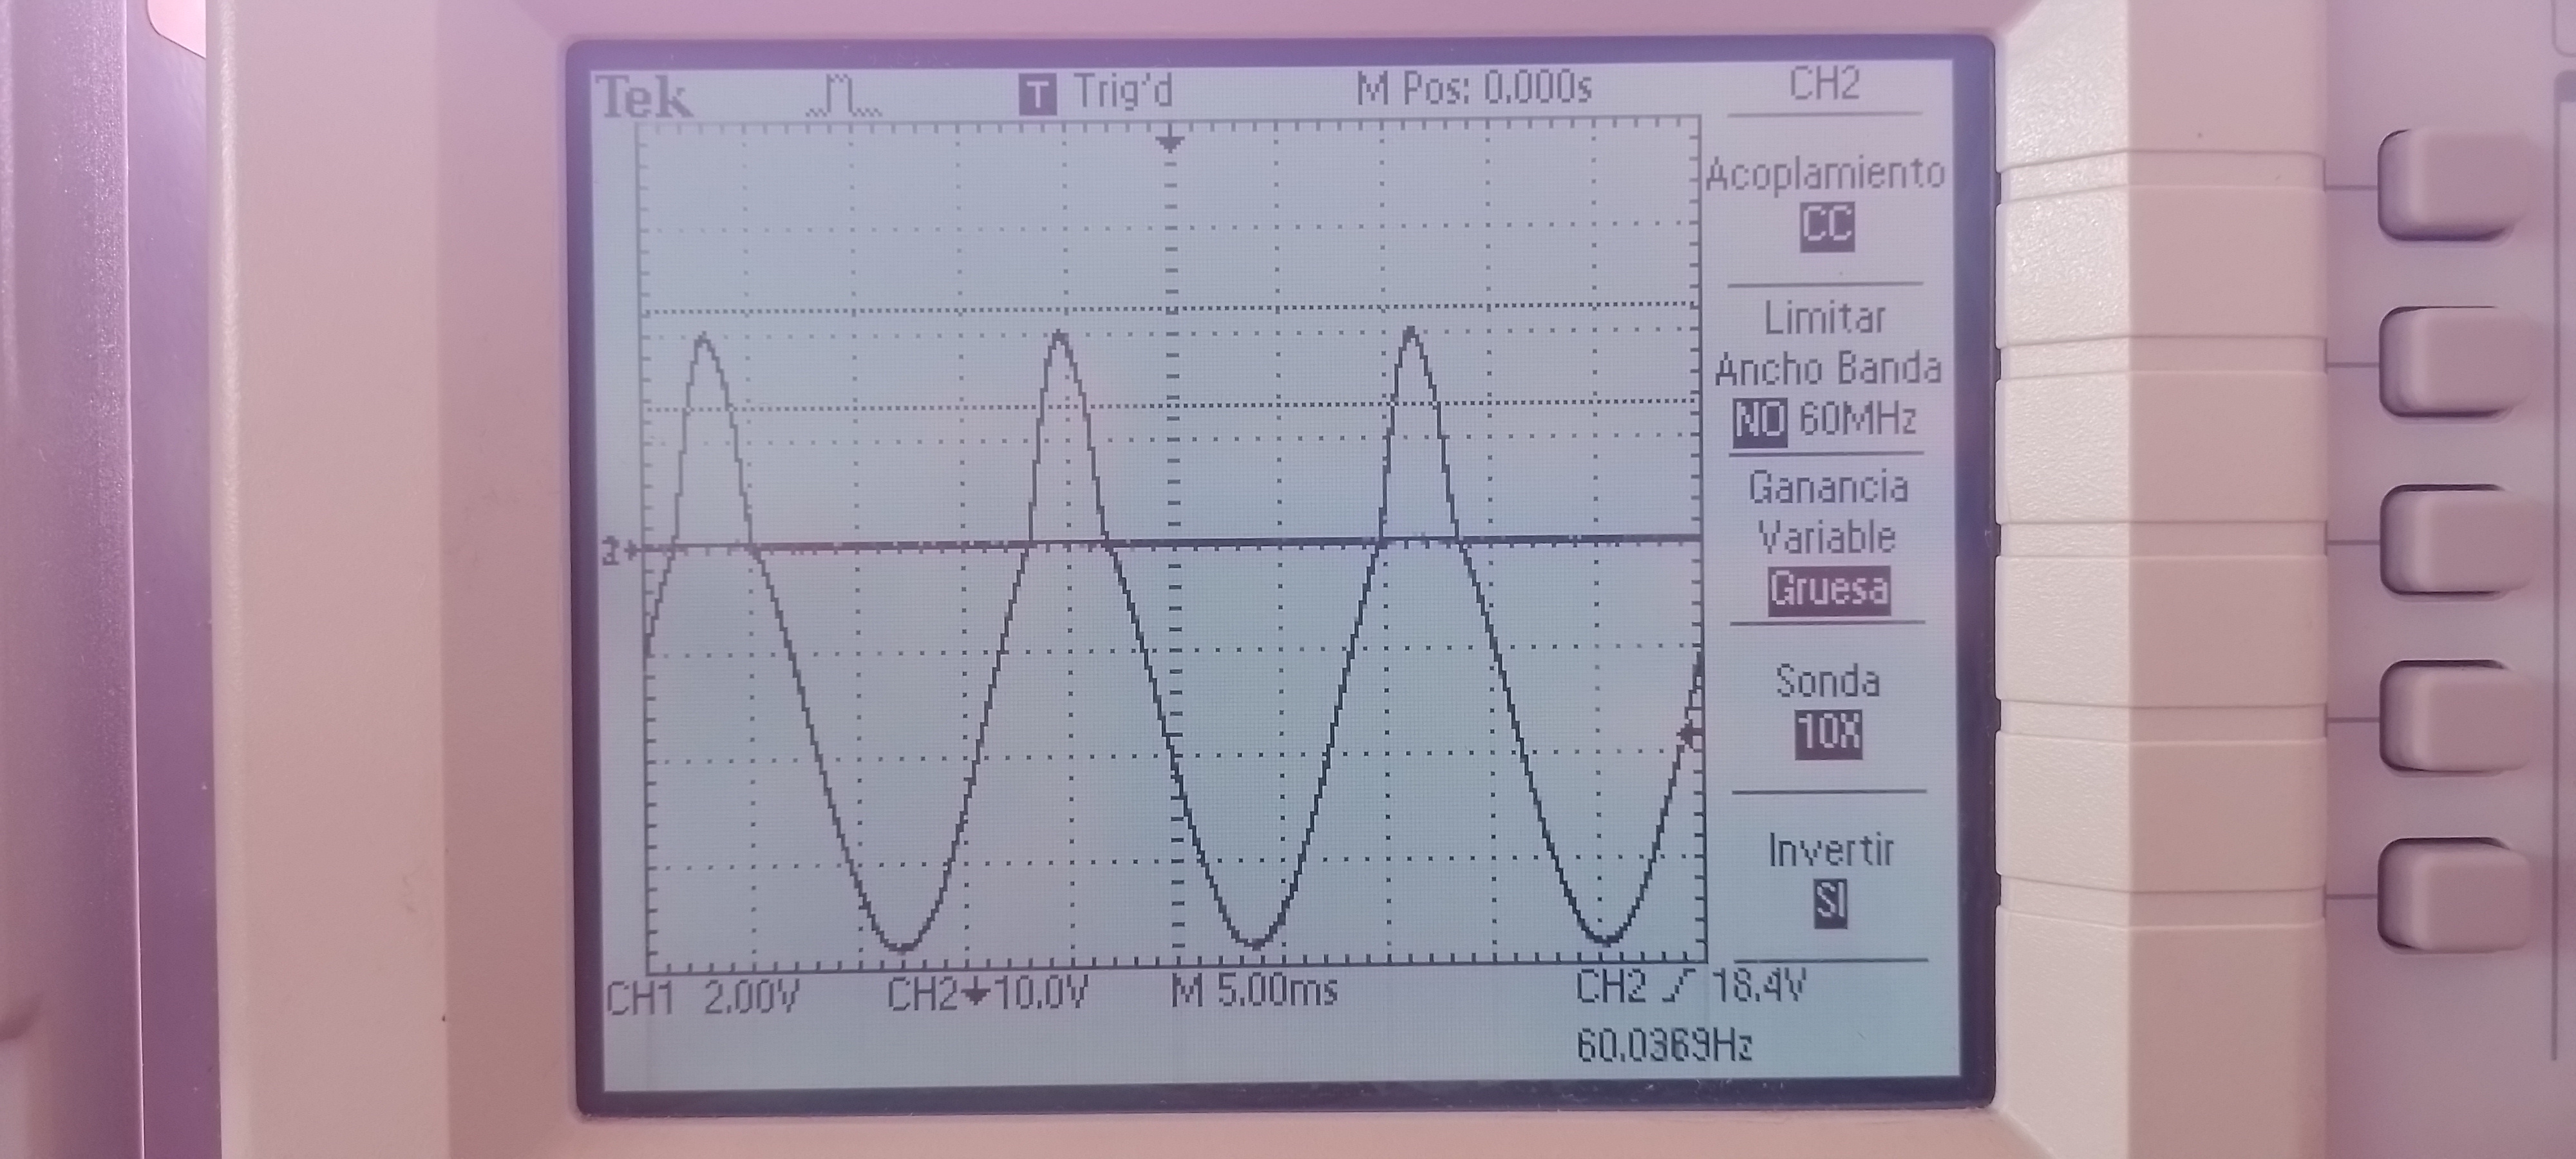 Tek T Trig'd M Pos: 0.000s CH2
Acoplamiento
CC
Limitar
Ancho Banda
NO 60MHz
Ganancia
Variable
Gruesa
2
Sonda
10X
Invertir
SI
CH1 2.00V CH2 10.0V M 5.00ms CH2 18.4V
60.0369Hz